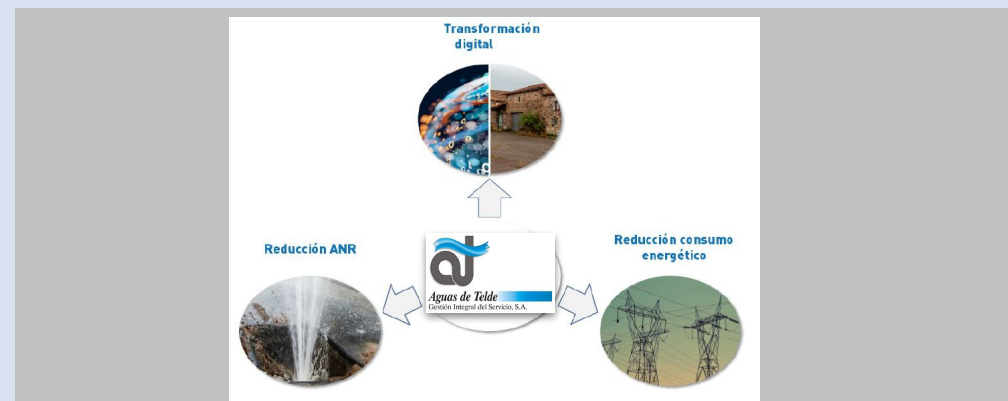 Transformación
digital
Reducción ANR
Reducción consumo
energético
Aguas de Telde
Gestión Integral del Servicio, S.A.